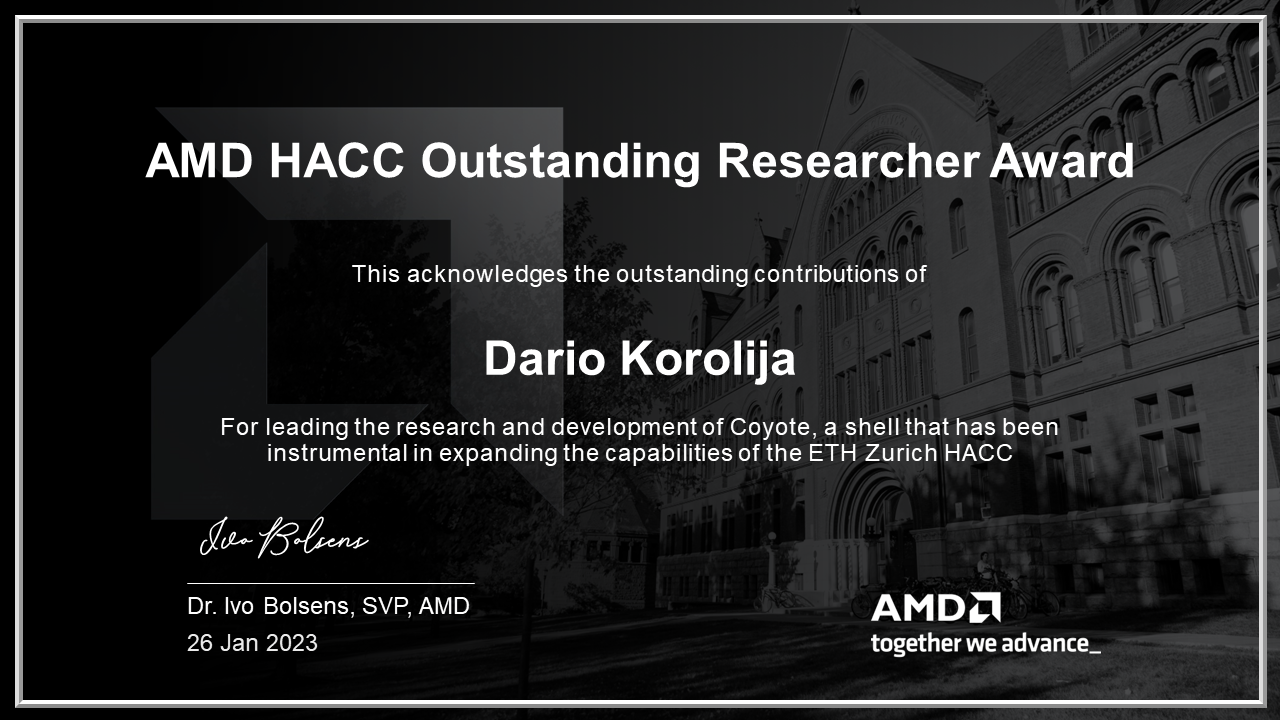 AMD HACC Outstanding Researcher Award
This acknowledges the outstanding contributions of
Dario Korolija
For leading the research and development of Coyote, a shell that has been
instrumental in expanding the capabilities of the ETH Zurich HACC
Ivo Bolsens
Dr. Ivo Bolsens, SVP, AMD
26 Jan 2023
AMD
together we advance_